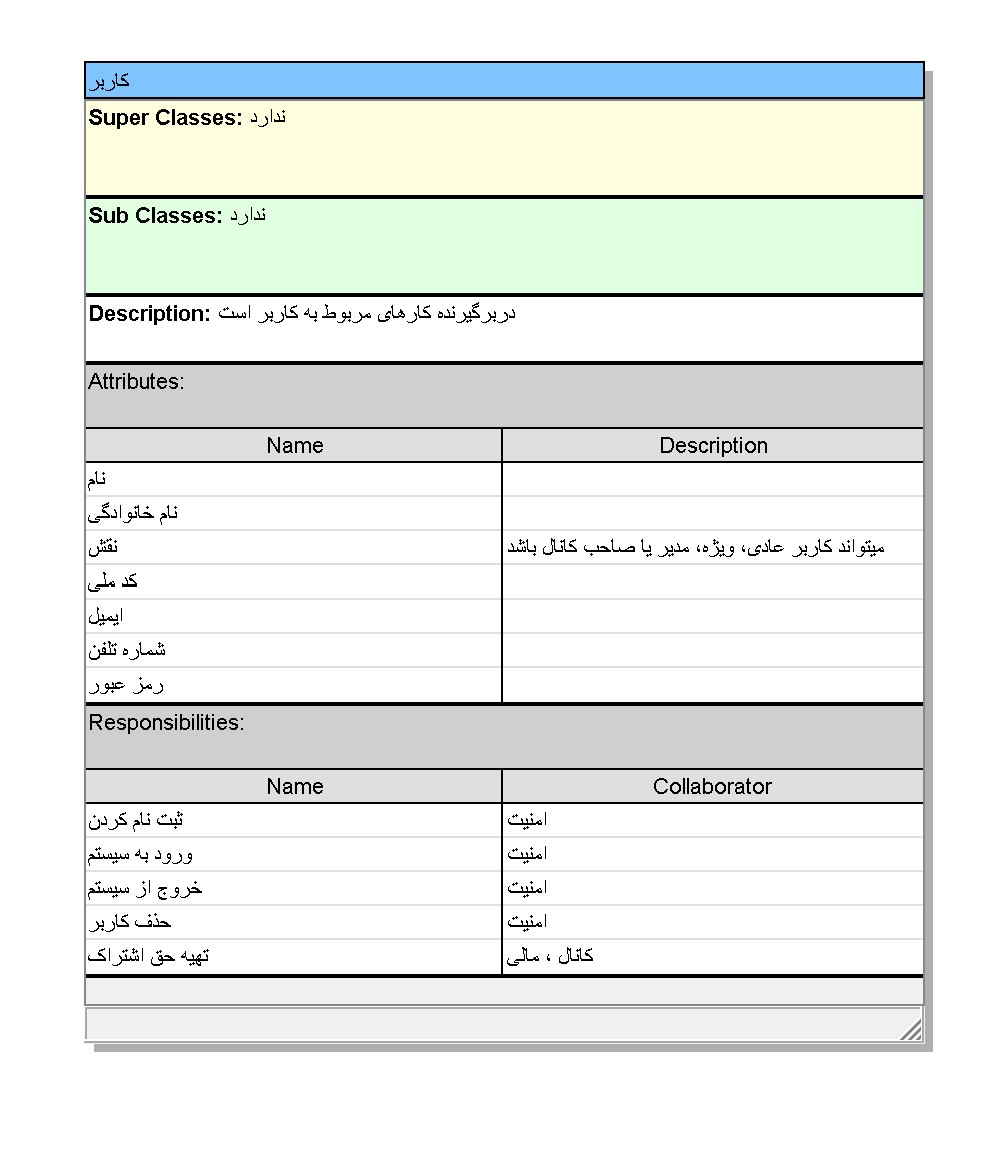 کاربر
Super Classes: ندارد
Sub Classes: ندارد
Description: دربرگیرنده کارهای مربوط به کاربر است
Attributes:
Name Description
نام
نام خانوادگی
نقش میتواند کاربر عادی، ویژه، مدیر یا صاحب کانال باشد
کد ملی
ایمیل
شماره تلفن
رمز عبور
Responsibilities:
Name Collaborator
ثبت نام کردن امنیت
ورود به سیستم امنیت
خروج از سیستم امنیت
حذف کاربر امنیت
تهیه حق اشتراک کانال ، مالی